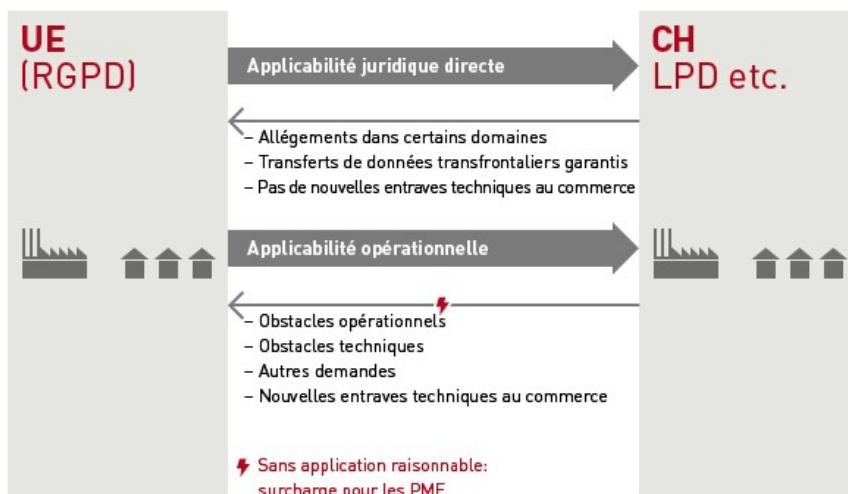 UE
(RGPD)
CH
LPD etc.
Applicabilité juridique directe
– Allégements dans certains domaines
– Transferts de données transfrontaliers garantis
– Pas de nouvelles entraves techniques au commerce
Applicabilité opérationnelle
– Obstacles opérationnels
– Obstacles techniques
– Autres demandes
– Nouvelles entraves techniques au commerce
Sans application raisonnable:
surcharge pour les PME